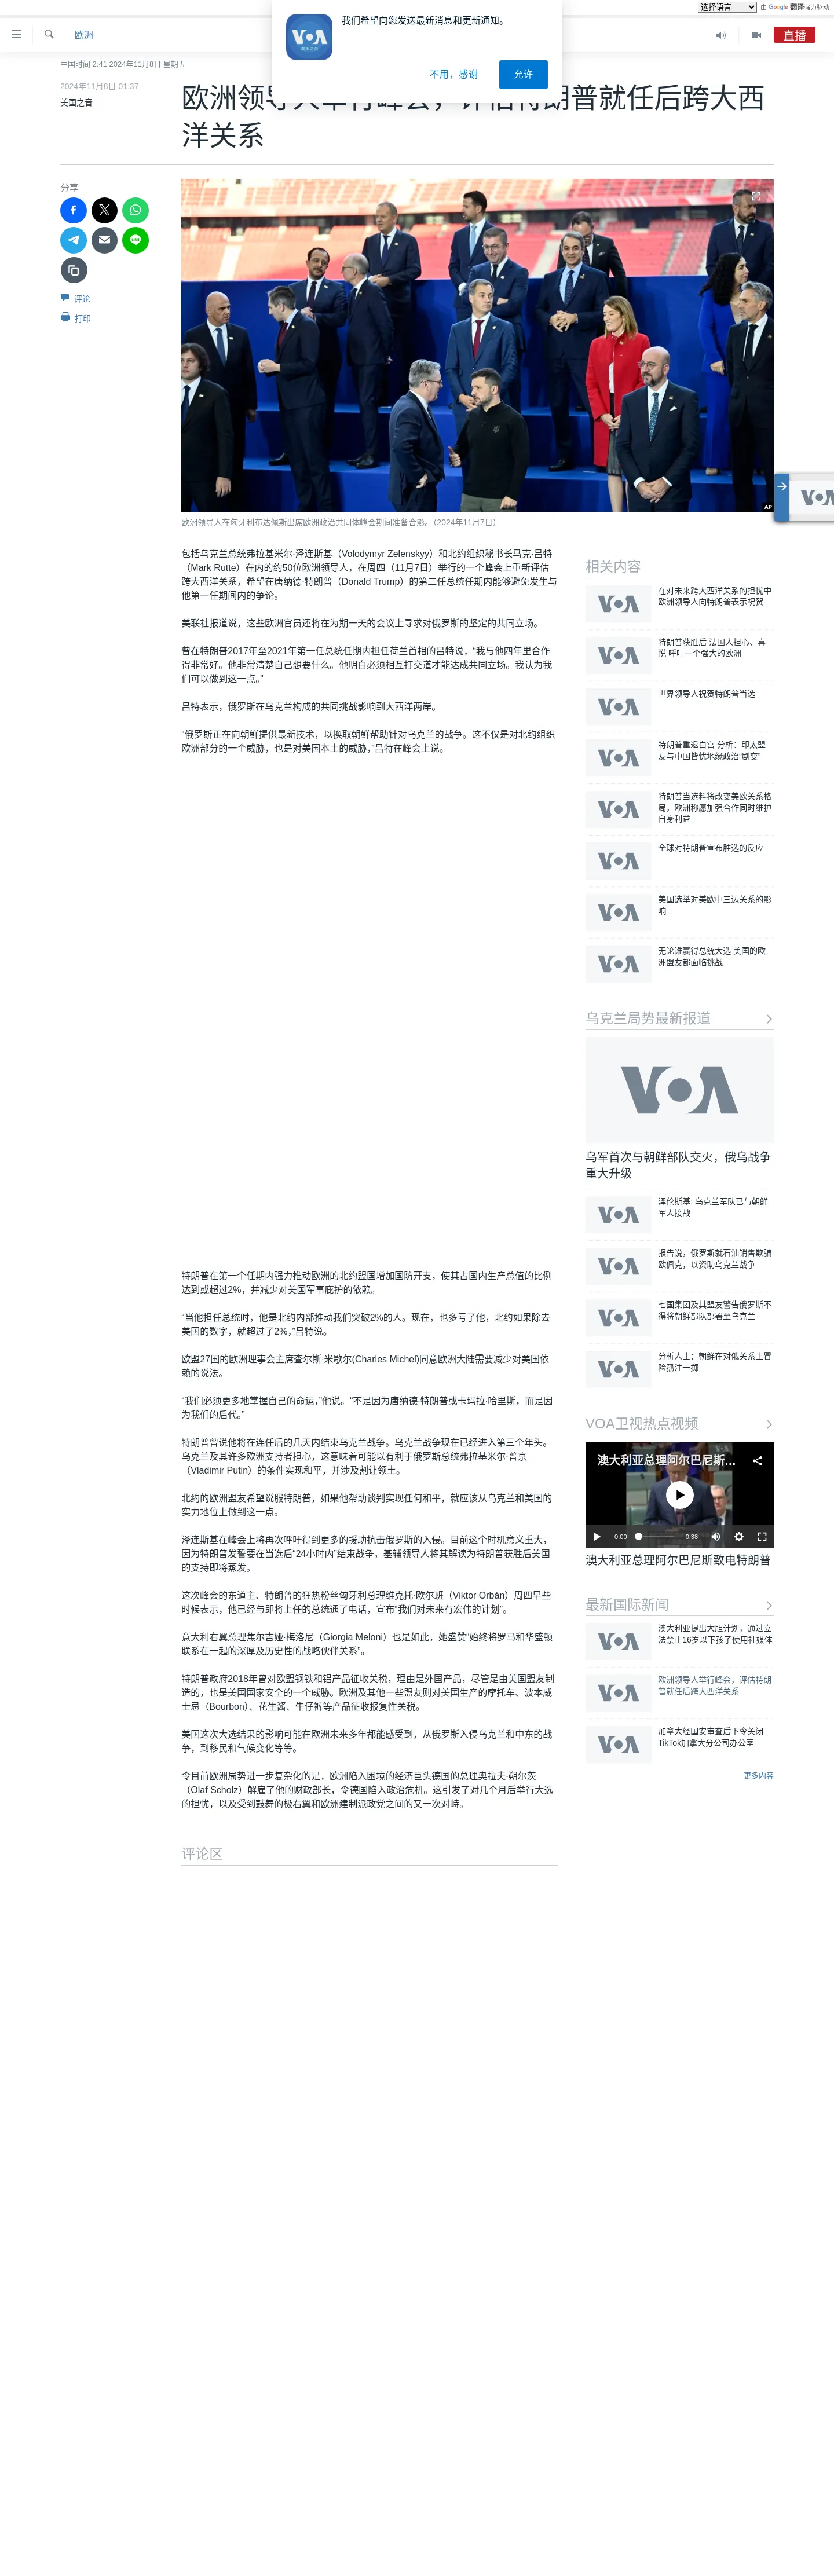 选择语言 由 Google 翻译强力驱动
我们希望向您发送最新消息和更新通知。
不用，感谢
允许
欧洲
直播
中国时间 2:41 2024年11月8日 星期五
2024年11月8日 01:37
美国之音
洋关系
分享
评论
打印
AP
欧洲领导人在匈牙利布达佩斯出席欧洲政治共同体峰会期间准备合影。（2024年11月7日）
包括乌克兰总统弗拉基米尔·泽连斯基（Volodymyr Zelenskyy）和北约组织秘书长马克·吕特
（Mark Rutte）在内的约50位欧洲领导人，在周四（11月7日）举行的一个峰会上重新评估
跨大西洋关系，希望在唐纳德·特朗普（Donald Trump）的第二任总统任期内能够避免发生与
他第一任期间内的争论。
美联社报道说，这些欧洲官员还将在为期一天的会议上寻求对俄罗斯的坚定的共同立场。
曾在特朗普2017年至2021年第一任总统任期内担任荷兰首相的吕特说，“我与他四年里合作
得非常好。他非常清楚自己想要什么。他明白必须相互打交道才能达成共同立场。我认为我
们可以做到这一点。”
吕特表示，俄罗斯在乌克兰构成的共同挑战影响到大西洋两岸。
“俄罗斯正在向朝鲜提供最新技术，以换取朝鲜帮助针对乌克兰的战争。这不仅是对北约组织
欧洲部分的一个威胁，也是对美国本土的威胁，”吕特在峰会上说。
特朗普在第一个任期内强力推动欧洲的北约盟国增加国防开支，使其占国内生产总值的比例
达到或超过2%，并减少对美国军事庇护的依赖。
“当他担任总统时，他是北约内部推动我们突破2%的人。现在，也多亏了他，北约如果除去
美国的数字，就超过了2%，”吕特说。
欧盟27国的欧洲理事会主席查尔斯·米歇尔(Charles Michel)同意欧洲大陆需要减少对美国依
赖的说法。
“我们必须更多地掌握自己的命运，”他说。“不是因为唐纳德·特朗普或卡玛拉·哈里斯，而是因
为我们的后代。”
特朗普曾说他将在连任后的几天内结束乌克兰战争。乌克兰战争现在已经进入第三个年头。
乌克兰及其许多欧洲支持者担心，这意味着可能以有利于俄罗斯总统弗拉基米尔·普京
（Vladimir Putin）的条件实现和平，并涉及割让领土。
北约的欧洲盟友希望说服特朗普，如果他帮助谈判实现任何和平，就应该从乌克兰和美国的
实力地位上做到这一点。
泽连斯基在峰会上将再次呼吁得到更多的援助抗击俄罗斯的入侵。目前这个时机意义重大，
因为特朗普发誓要在当选后“24小时内”结束战争，基辅领导人将其解读为特朗普获胜后美国
的支持即将蒸发。
这次峰会的东道主、特朗普的狂热粉丝匈牙利总理维克托·欧尔班（Viktor Orbán）周四早些
时候表示，他已经与即将上任的总统通了电话，宣布“我们对未来有宏伟的计划”。
意大利右翼总理焦尔吉娅·梅洛尼（Giorgia Meloni）也是如此，她盛赞“始终将罗马和华盛顿
联系在一起的深厚及历史性的战略伙伴关系”。
特朗普政府2018年曾对欧盟钢铁和铝产品征收关税，理由是外国产品，尽管是由美国盟友制
造的，也是美国国家安全的一个威胁。欧洲及其他一些盟友则对美国生产的摩托车、波本威
士忌（Bourbon）、花生酱、牛仔裤等产品征收报复性关税。
美国这次大选结果的影响可能在欧洲未来多年都能感受到，从俄罗斯入侵乌克兰和中东的战
争，到移民和气候变化等等。
令目前欧洲局势进一步复杂化的是，欧洲陷入困境的经济巨头德国的总理奥拉夫·朔尔茨
（Olaf Scholz）解雇了他的财政部长，令德国陷入政治危机。这引发了对几个月后举行大选
的担忧，以及受到鼓舞的极右翼和欧洲建制派政党之间的又一次对峙。
评论区
相关内容
在对未来跨大西洋关系的担忧中
欧洲领导人向特朗普表示祝贺
特朗普获胜后 法国人担心、喜
悦 呼吁一个强大的欧洲
世界领导人祝贺特朗普当选
特朗普重返白宫 分析：印太盟
友与中国皆忧地缘政治“剧变”
特朗普当选料将改变美欧关系格
局，欧洲称愿加强合作同时维护
自身利益
全球对特朗普宣布胜选的反应
美国选举对美欧中三边关系的影
响
无论谁赢得总统大选 美国的欧
洲盟友都面临挑战
乌克兰局势最新报道
VOA
乌军首次与朝鲜部队交火，俄乌战争
重大升级
泽伦斯基: 乌克兰军队已与朝鲜
军人接战
报告说，俄罗斯就石油销售欺骗
欧佩克，以资助乌克兰战争
七国集团及其盟友警告俄罗斯不
得将朝鲜部队部署至乌克兰
分析人士：朝鲜在对俄关系上冒
险孤注一掷
VOA卫视热点视频
澳大利亚总理阿尔巴尼斯…
0:00 0:38
澳大利亚总理阿尔巴尼斯致电特朗普
最新国际新闻
澳大利亚提出大胆计划，通过立
法禁止16岁以下孩子使用社媒体
欧洲领导人举行峰会，评估特朗
普就任后跨大西洋关系
加拿大经国安审查后下令关闭
TikTok加拿大分公司办公室
更多内容